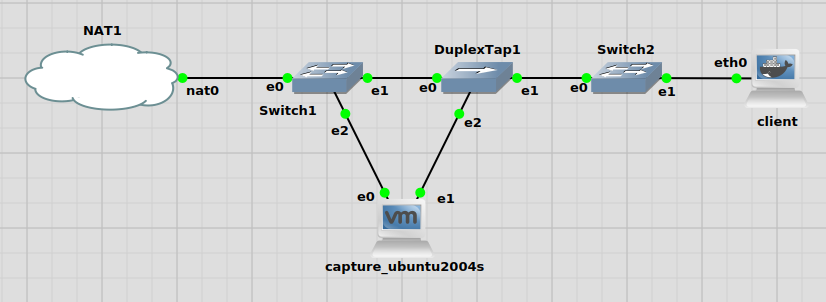 NAT1
nat0
e0
Switch1
e1
e2
DuplexTap1
e0
e1
e2
Switch2
e0
e1
eth0
client
e0
e1
vm
capture_ubuntu2004s